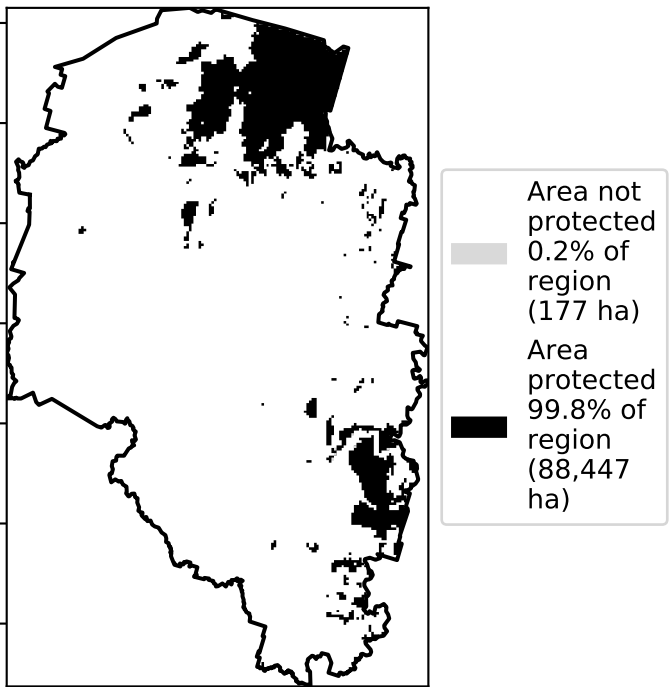 Area not
protected
0.2% of
region
(177 ha)
Area
protected
99.8% of
region
(88,447
ha)